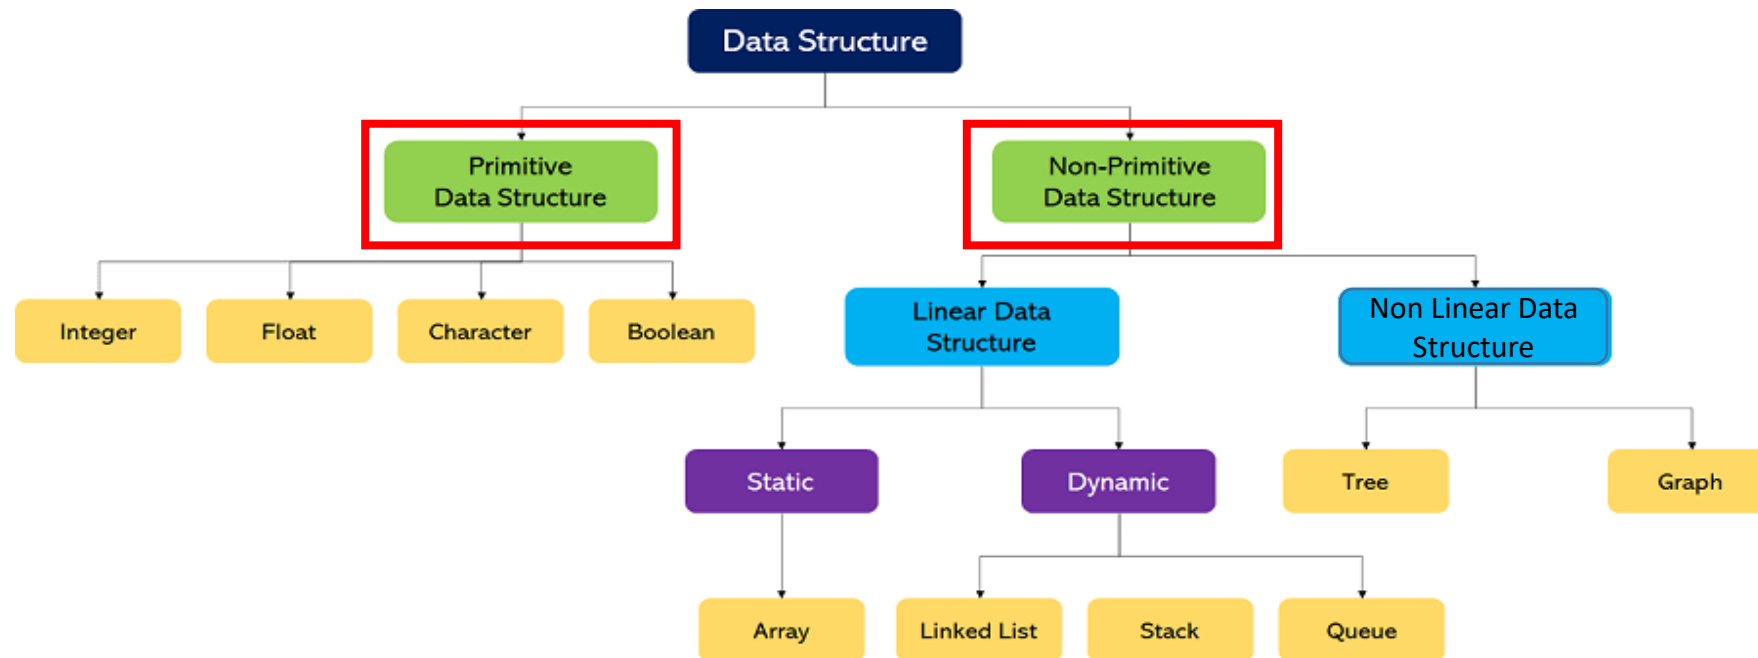 Data Structure
Primitive
Data Structure
Non-Primitive
Data Structure
Integer
Float
Character
Boolean
Linear Data
Structure
Non Linear Data
Structure
Static
Dynamic
Tree
Graph
Array
Linked List
Stack
Queue